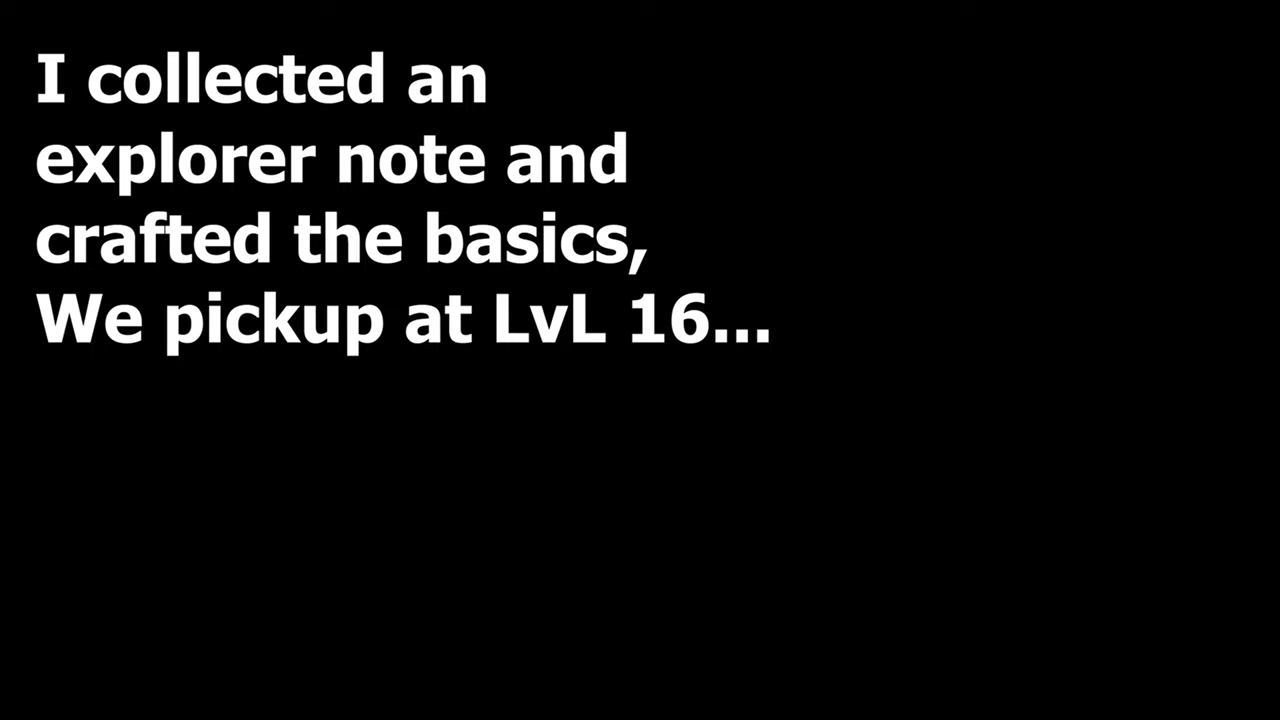 I collected an
explorer note and
crafted the basics,
We pickup at LvL 16...